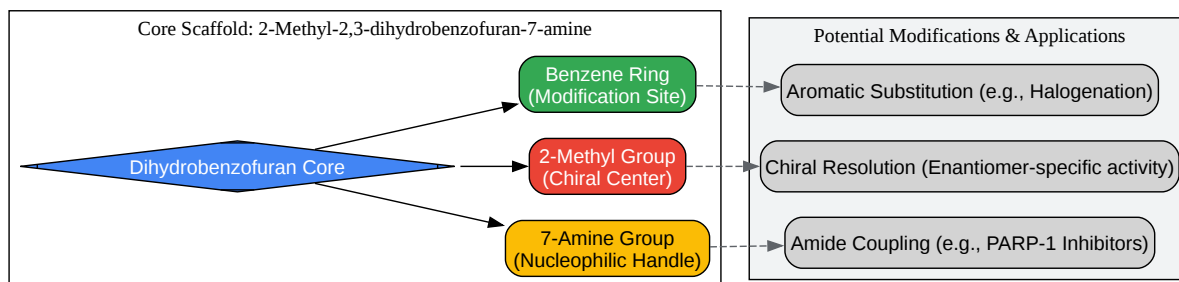 Core Scaffold: 2-Methyl-2,3-dihydrobenzofuran-7-amine
Dihydrobenzofuran Core
Benzene Ring
(Modification Site)
2-Methyl Group
(Chiral Center)
7-Amine Group
(Nucleophilic Handle)
Potential Modifications & Applications
Aromatic Substitution (e.g., Halogenation)
Chiral Resolution (Enantiomer-specific activity)
Amide Coupling (e.g., PARP-1 Inhibitors)